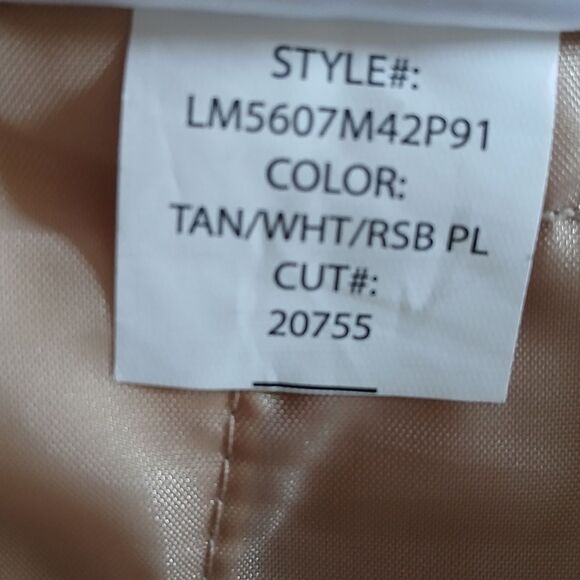 STYLE#:
LM5607M42P91
COLOR:
TAN/WHT/RSB PL
CUT#:
20755